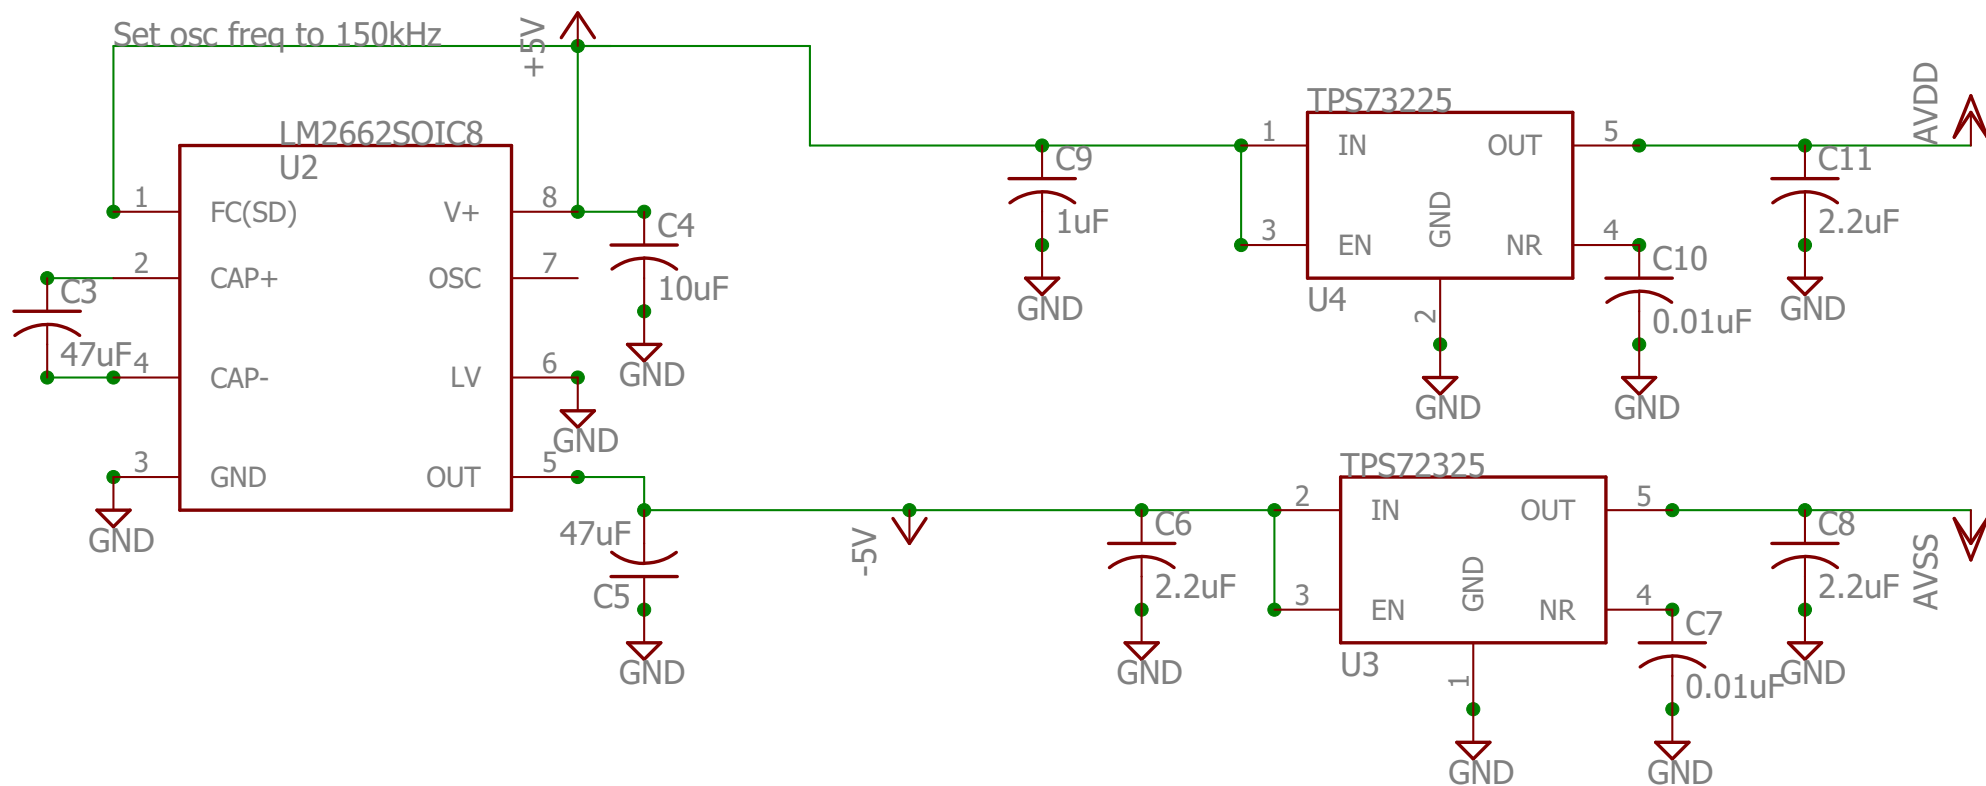 Set osc freq to 150kHz
+5V
LM2662SOIC8
U2
1
FC(SD)
V+
8
2
CAP+
OSC
7
4
CAP-
LV
6
3
GND
OUT
5
C3
47uF
C4
10uF
GND
GND
GND
47uF
C5
GND
-5V
C9
1uF
GND
TPS73225
1
IN
OUT
5
3
EN
GND
NR
4
U4
2
GND
C10
0.01uF
GND
C11
2.2uF
GND
AVDD
C6
2.2uF
GND
TPS72325
2
IN
OUT
5
3
EN
GND
NR
4
U3
1
GND
C7
0.01uF
GND
C8
2.2uF
GND
AVSS